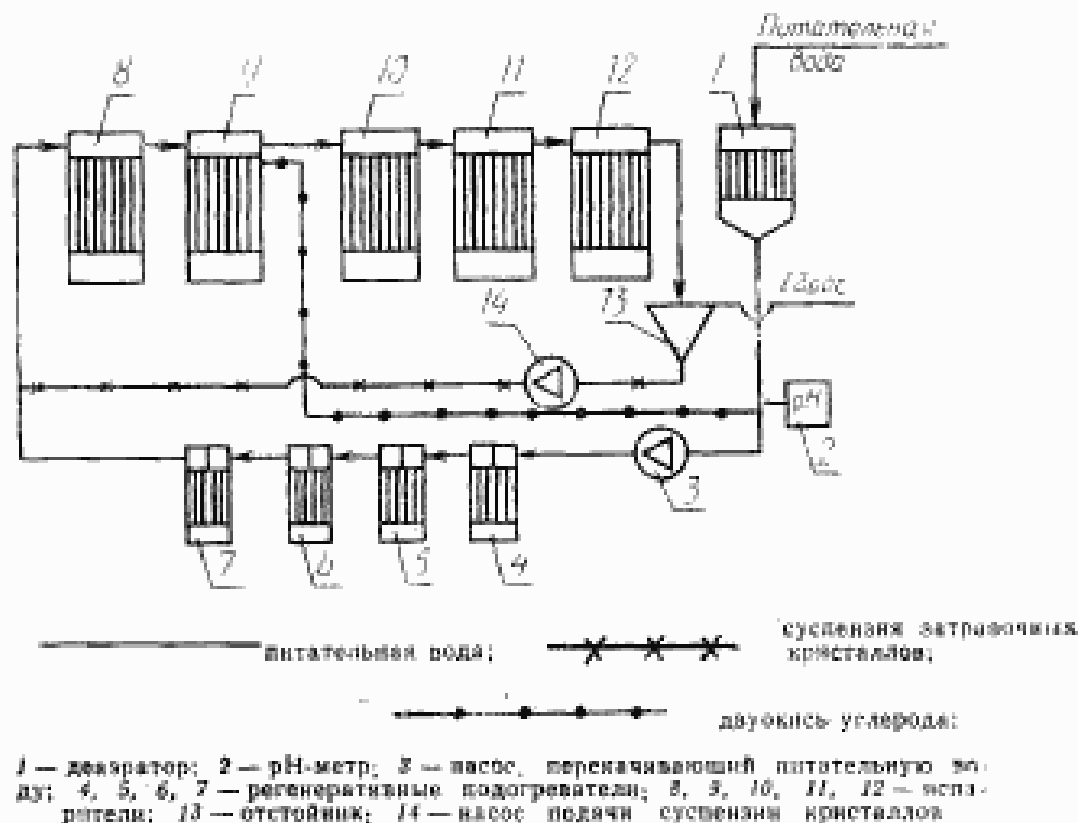 Питательная
вода
8 9 10 11 12 1
14 13
pH
2
3
7 6 5 4
питательная вода;
суспензия затравочных
кристаллов;
двуокись углерода;
1 — деаэратор; 2 — pH-метр; 3 — насос, перекачивающий питательную во-
ду; 4, 5, 6, 7 — регенеративные подогреватели; 8, 9, 10, 11, 12 — испа-
рители; 13 — отстойник; 14 — насос подачи суспензии кристаллов